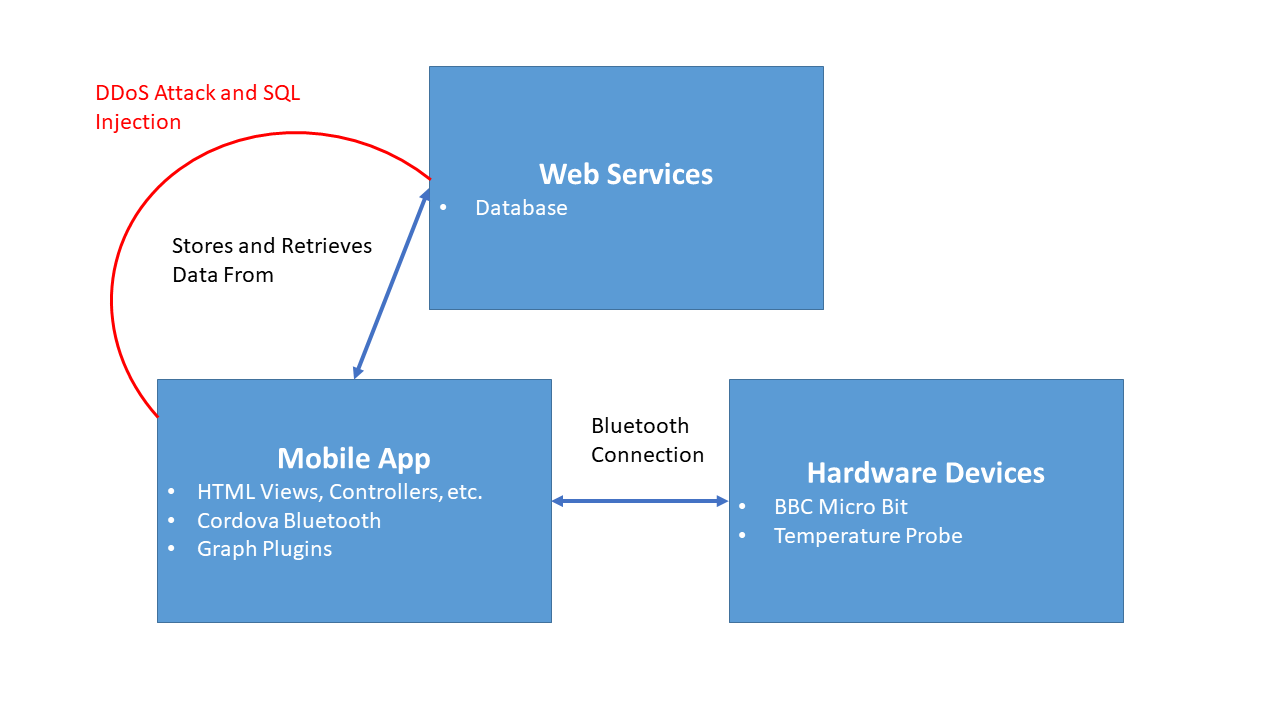 DDoS Attack and SQL
Injection
Web Services
• Database
Stores and Retrieves
Data From
Mobile App
• HTML Views, Controllers, etc.
• Cordova Bluetooth
• Graph Plugins
Bluetooth
Connection
Hardware Devices
• BBC Micro Bit
• Temperature Probe